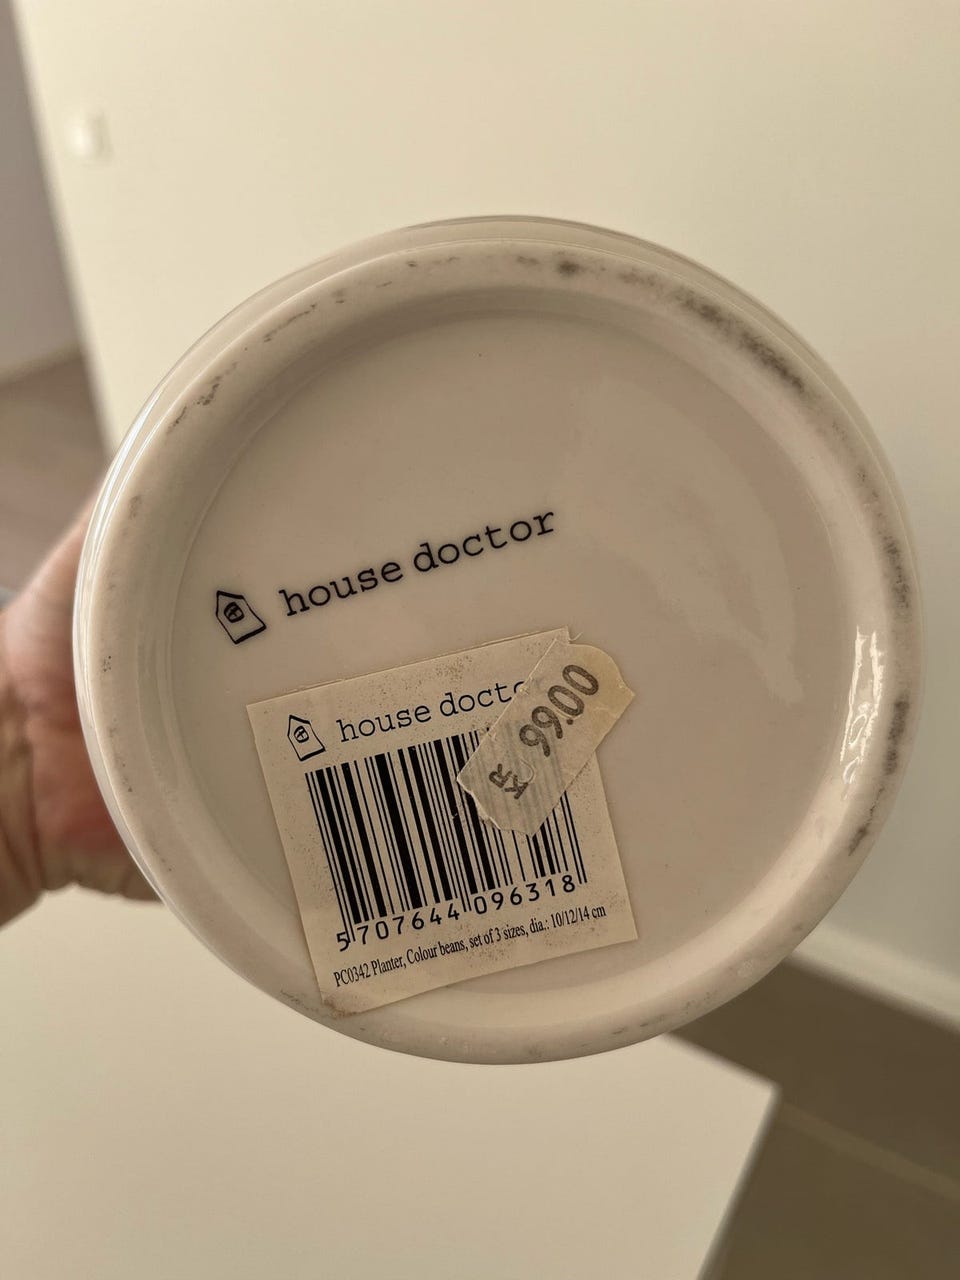 house doctor
house docto
KR 99.00
5 707644 096318
PC0342 Planter, Colour beans, set of 3 sizes, dia.: 10/12/14 cm